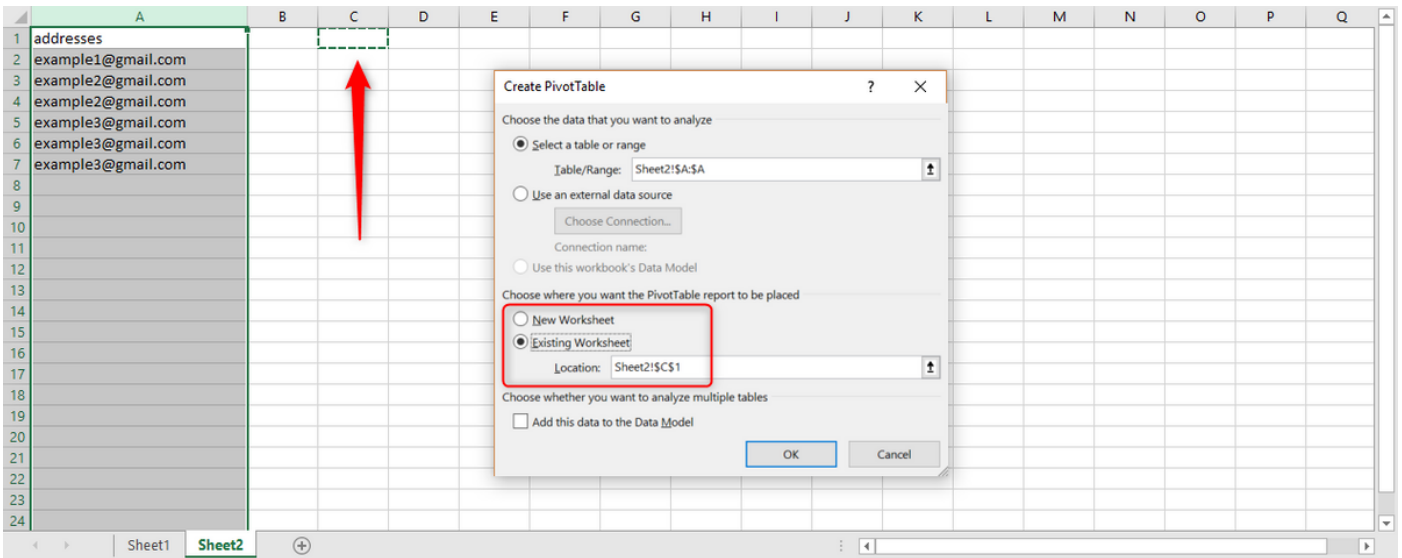 A B C D E F G H I J K L M N O P Q
1 addresses
2 example1@gmail.com
3 example2@gmail.com
4 example2@gmail.com
5 example3@gmail.com
6 example3@gmail.com
7 example3@gmail.com
8
9
10
11
12
13
14
15
16
17
18
19
20
21
22
23
24
Create PivotTable ?
Choose the data that you want to analyze
Select a table or range
Table/Range: Sheet2!$A:$A
Use an external data source
Choose Connection...
Connection name:
Use this workbook's Data Model
Choose where you want the PivotTable report to be placed
New Worksheet
Existing Worksheet
Location: Sheet2!$C$1
Choose whether you want to analyze multiple tables
Add this data to the Data Model
OK Cancel
Sheet1 Sheet2